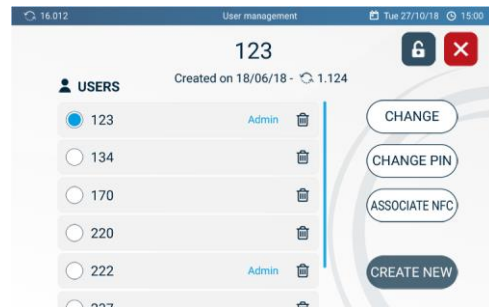 16.012 User management Tue 27/10/18 15:00
123
Created on 18/06/18 - 1.124
USERS
123 Admin
CHANGE
134
CHANGE PIN
170
ASSOCIATE NFC
220
222 Admin
CREATE NEW